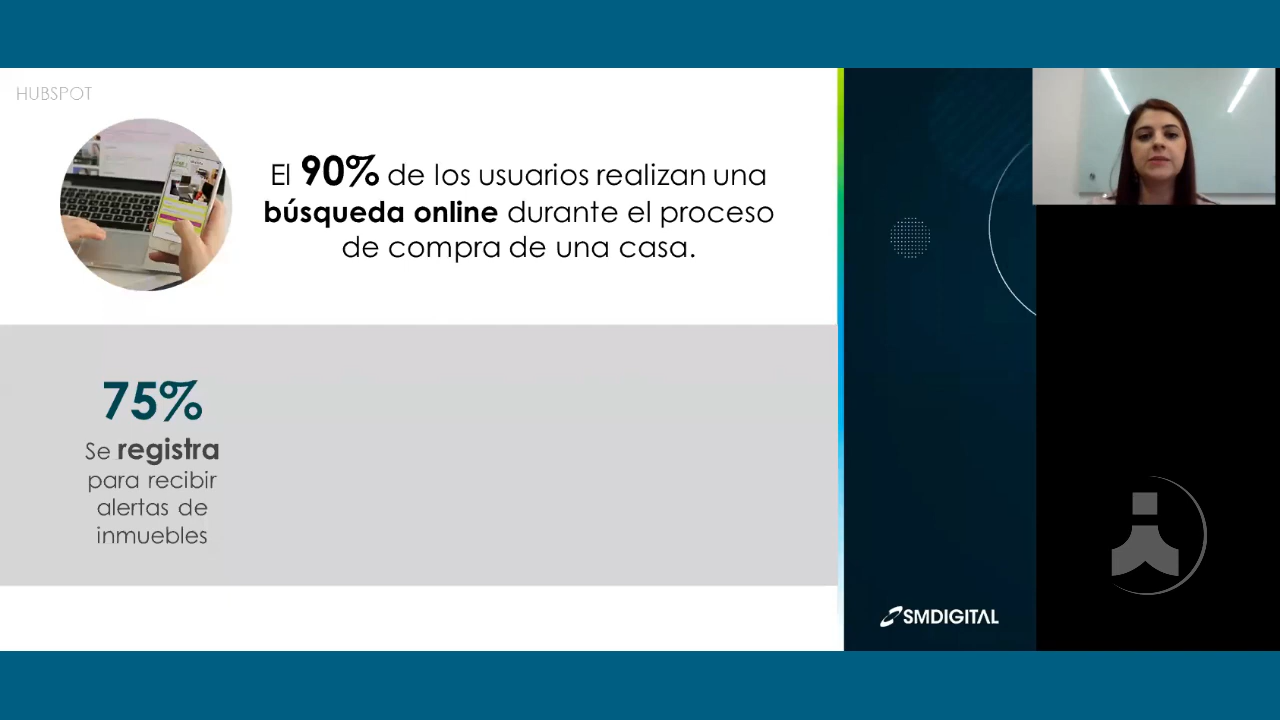 HUBSPOT
El 90% de los usuarios realizan una
búsqueda online durante el proceso
de compra de una casa.
75%
Se registra
para recibir
alertas de
inmuebles
SMDIGITAL